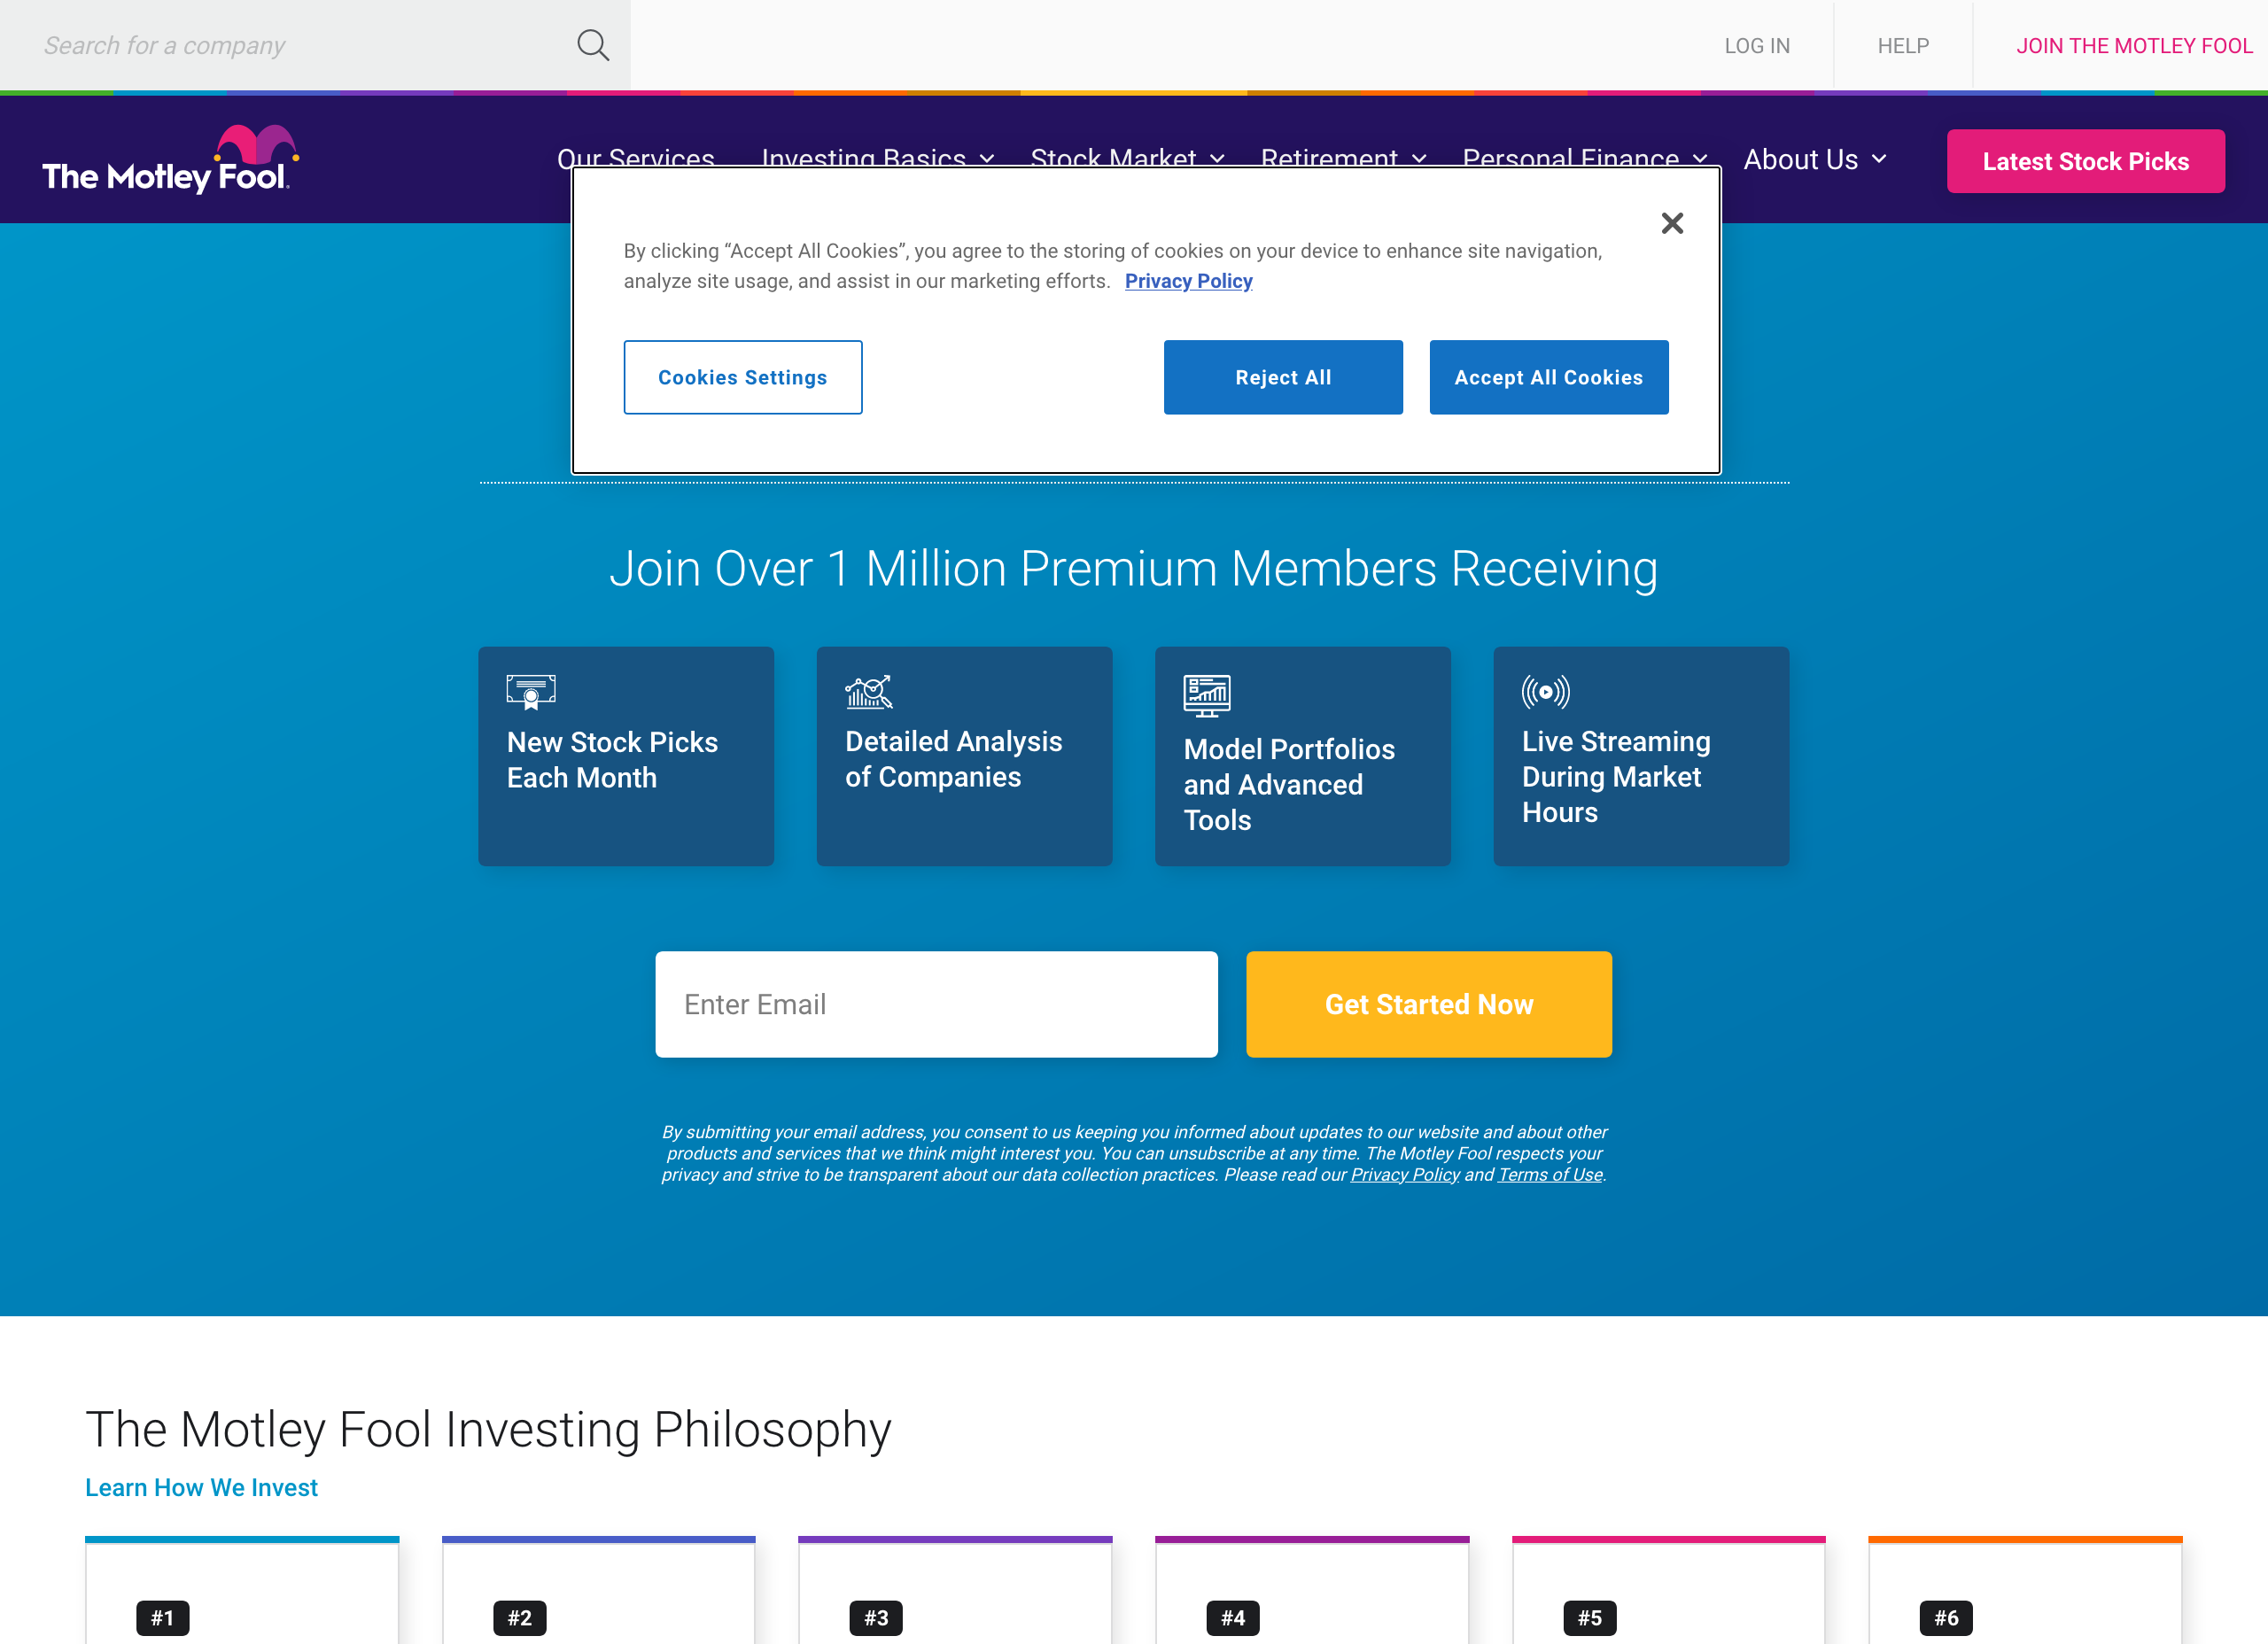 Search for a company
LOG IN
HELP
JOIN THE MOTLEY FOOL
The Motley Fool.
Our Services
Investing Basics
Stock Market
Retirement
Personal Finance
About Us
Latest Stock Picks
By clicking “Accept All Cookies”, you agree to the storing of cookies on your device to enhance site navigation,
analyze site usage, and assist in our marketing efforts. Privacy Policy
Cookies Settings
Reject All
Accept All Cookies
Join Over 1 Million Premium Members Receiving
New Stock Picks
Each Month
Detailed Analysis
of Companies
Model Portfolios
and Advanced
Tools
Live Streaming
During Market
Hours
Enter Email
Get Started Now
By submitting your email address, you consent to us keeping you informed about updates to our website and about other
products and services that we think might interest you. You can unsubscribe at any time. The Motley Fool respects your
privacy and strive to be transparent about our data collection practices. Please read our Privacy Policy and Terms of Use.
The Motley Fool Investing Philosophy
Learn How We Invest
#1
#2
#3
#4
#5
#6